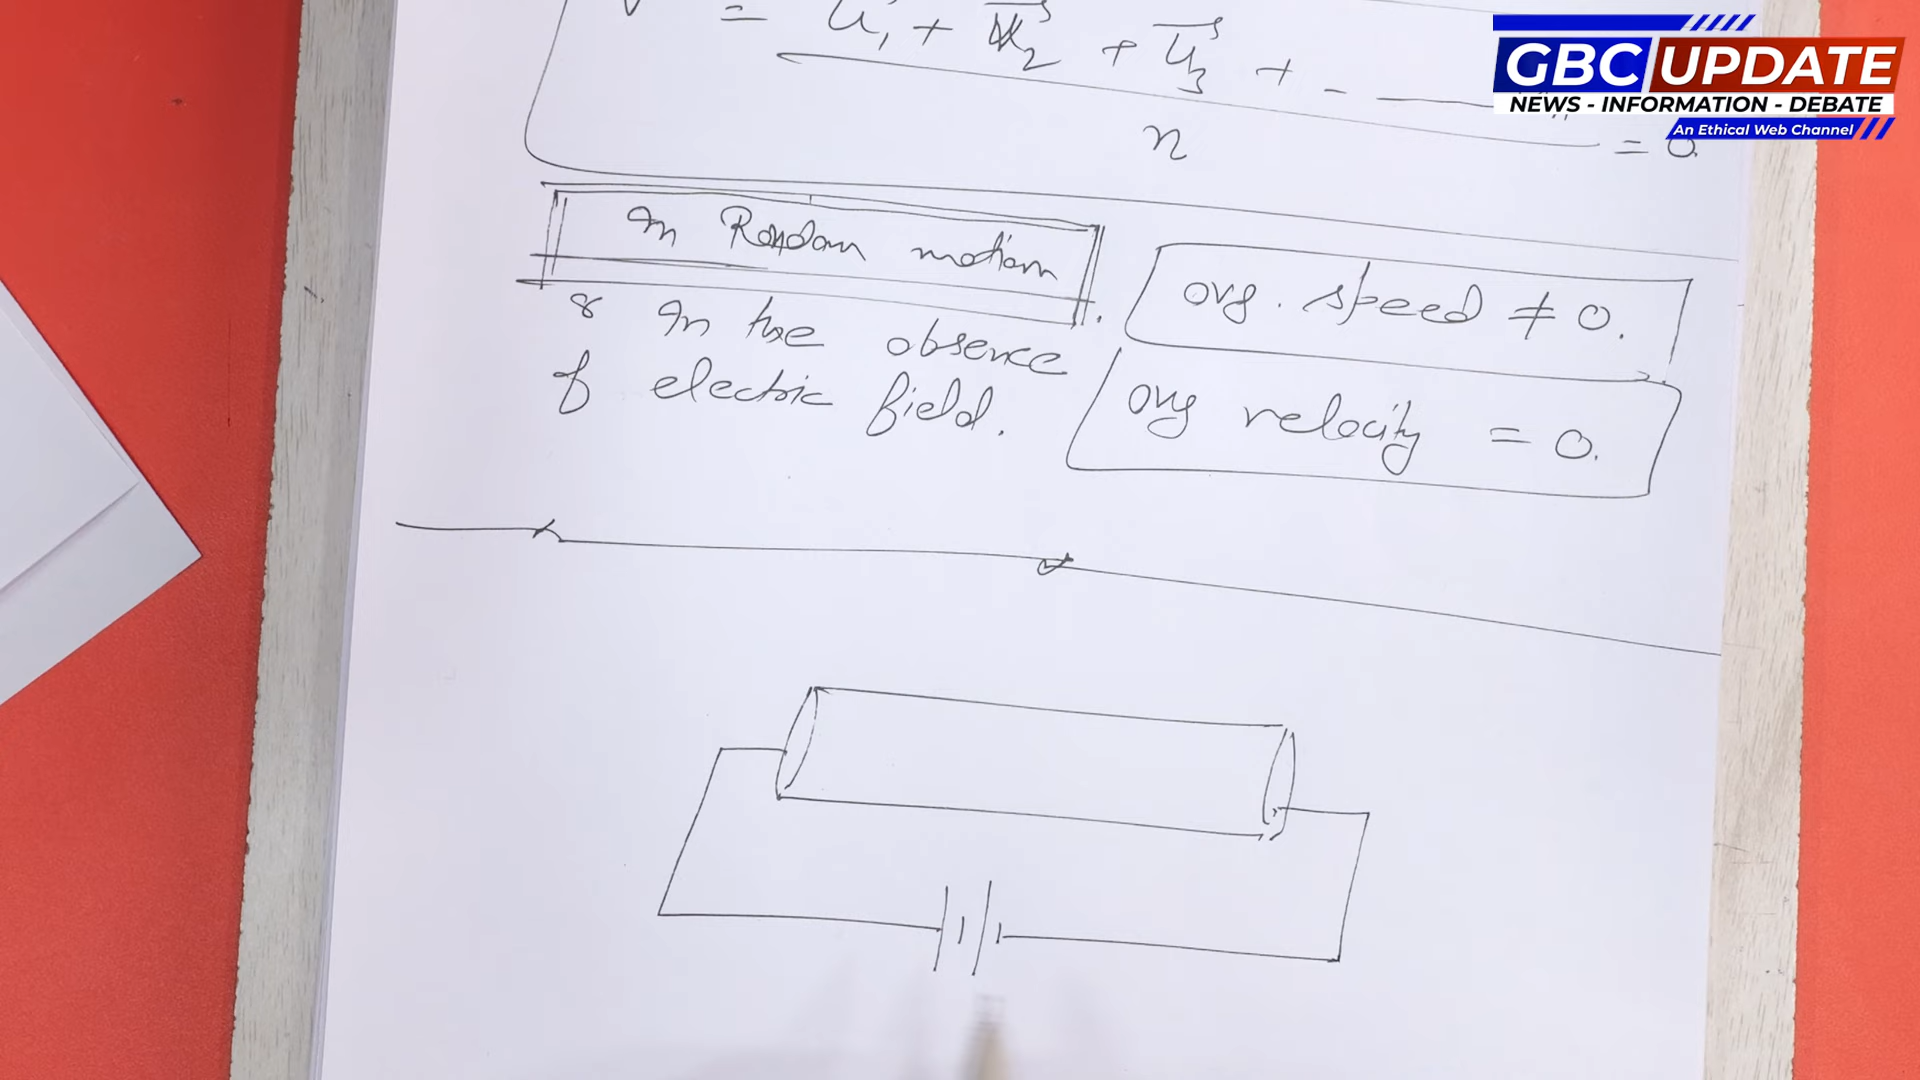 = u₁ + u₂ + u₃ + - —
n
= 0
GBC UPDATE
NEWS - INFORMATION - DEBATE
An Ethical Web Channel
In Random motion
& In the absence
of electric field.
avg. speed ≠ 0.
avg velocity = 0.